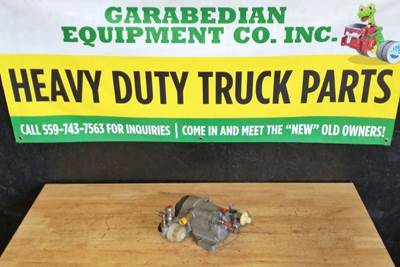 GARABEDIAN
EQUIPMENT CO. INC.
HEAVY DUTY TRUCK PARTS
CALL 559-743-7563 FOR INQUIRIES | COME IN AND MEET THE "NEW" OLD OWNERS!